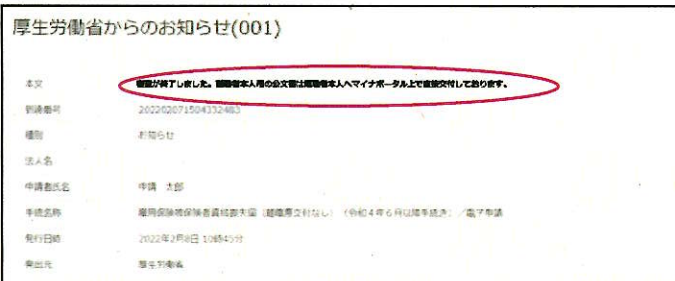 厚生労働省からのお知らせ(001)
本文 審査が終了しました。離職者本人用の公文書は離職者本人へマイナポータル上で直接交付しております。
到達番号 202202071504332483
種別 お知らせ
法人名
申請者氏名 申請 太郎
手続名称 雇用保険被保険者資格喪失届(離職票交付なし)(令和4年6月以降手続き)/電子申請
発行日時 2022年2月8日 10時45分
発出元 厚生労働省